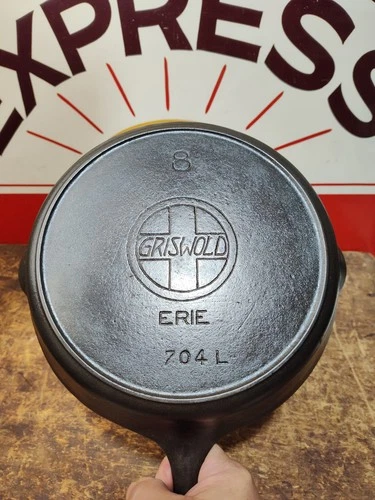 EXPRESS
8
GRISWOLD
ERIE
704 L